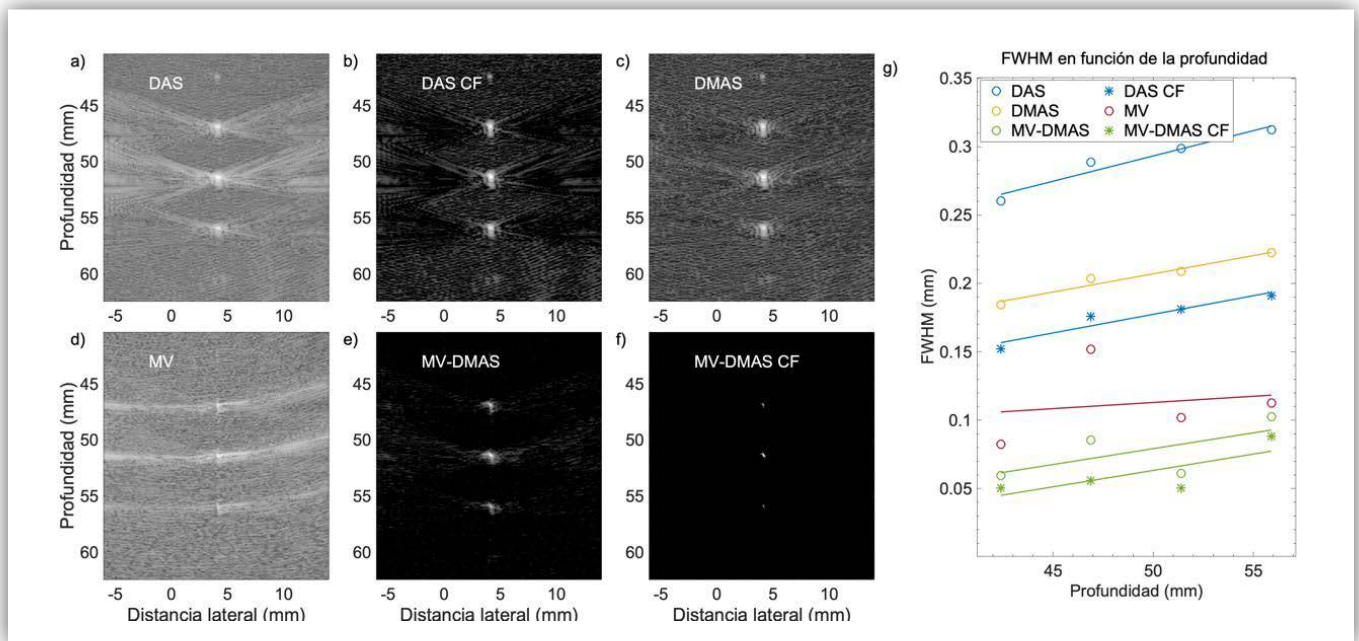 a)
DAS
b)
DAS CF
c)
DMAS
Profundidad (mm)
45
50
55
60
-5 0 5 10
-5 0 5 10
-5 0 5 10
d)
MV
e)
MV-DMAS
f)
MV-DMAS CF
Profundidad (mm)
45
50
55
60
45
50
55
60
45
50
55
60
45
50
55
60
45
50
55
60
-5 0 5 10
-5 0 5 10
-5 0 5 10
Distancia lateral (mm)
Distancia lateral (mm)
Distancia lateral (mm)
g)
FWHM en función de la profundidad
DAS
DAS CF
DMAS
MV
MV-DMAS
MV-DMAS CF
FWHM (mm)
0.35
0.3
0.25
0.2
0.15
0.1
0.05
45 50 55
Profundidad (mm)